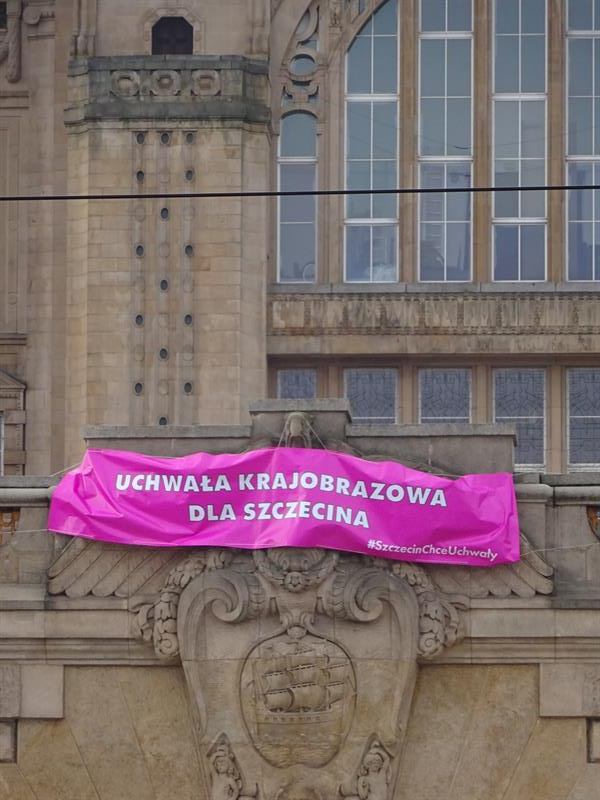 UCHWAŁA KRAJOBRAZOWA
DLA SZCZECINA
#SzczecinChceUchwały